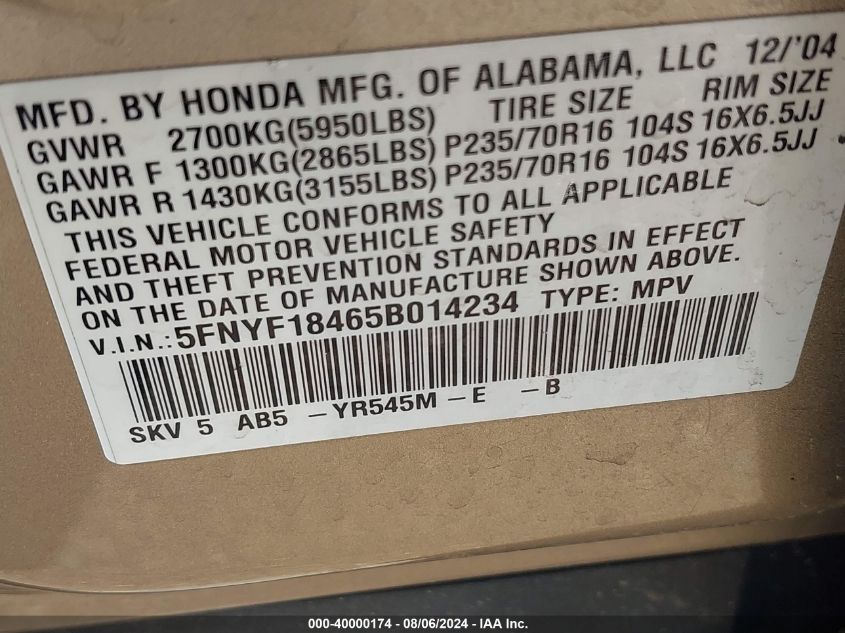 MFD. BY HONDA MFG. OF ALABAMA, LLC 12/'04
GVWR 2700KG(5950LBS) TIRE SIZE RIM SIZE
GAWR F 1300KG(2865LBS) P235/70R16 104S 16X6.5JJ
GAWR R 1430KG(3155LBS) P235/70R16 104S 16X6.5JJ
THIS VEHICLE CONFORMS TO ALL APPLICABLE
FEDERAL MOTOR VEHICLE SAFETY
AND THEFT PREVENTION STANDARDS IN EFFECT
ON THE DATE OF MANUFACTURE SHOWN ABOVE.
V.I.N.: 5FNYF18465B014234 TYPE: MPV
SKV 5 AB5 -YR545M -E -B
000-40000174 - 08/06/2024 - IAA Inc.